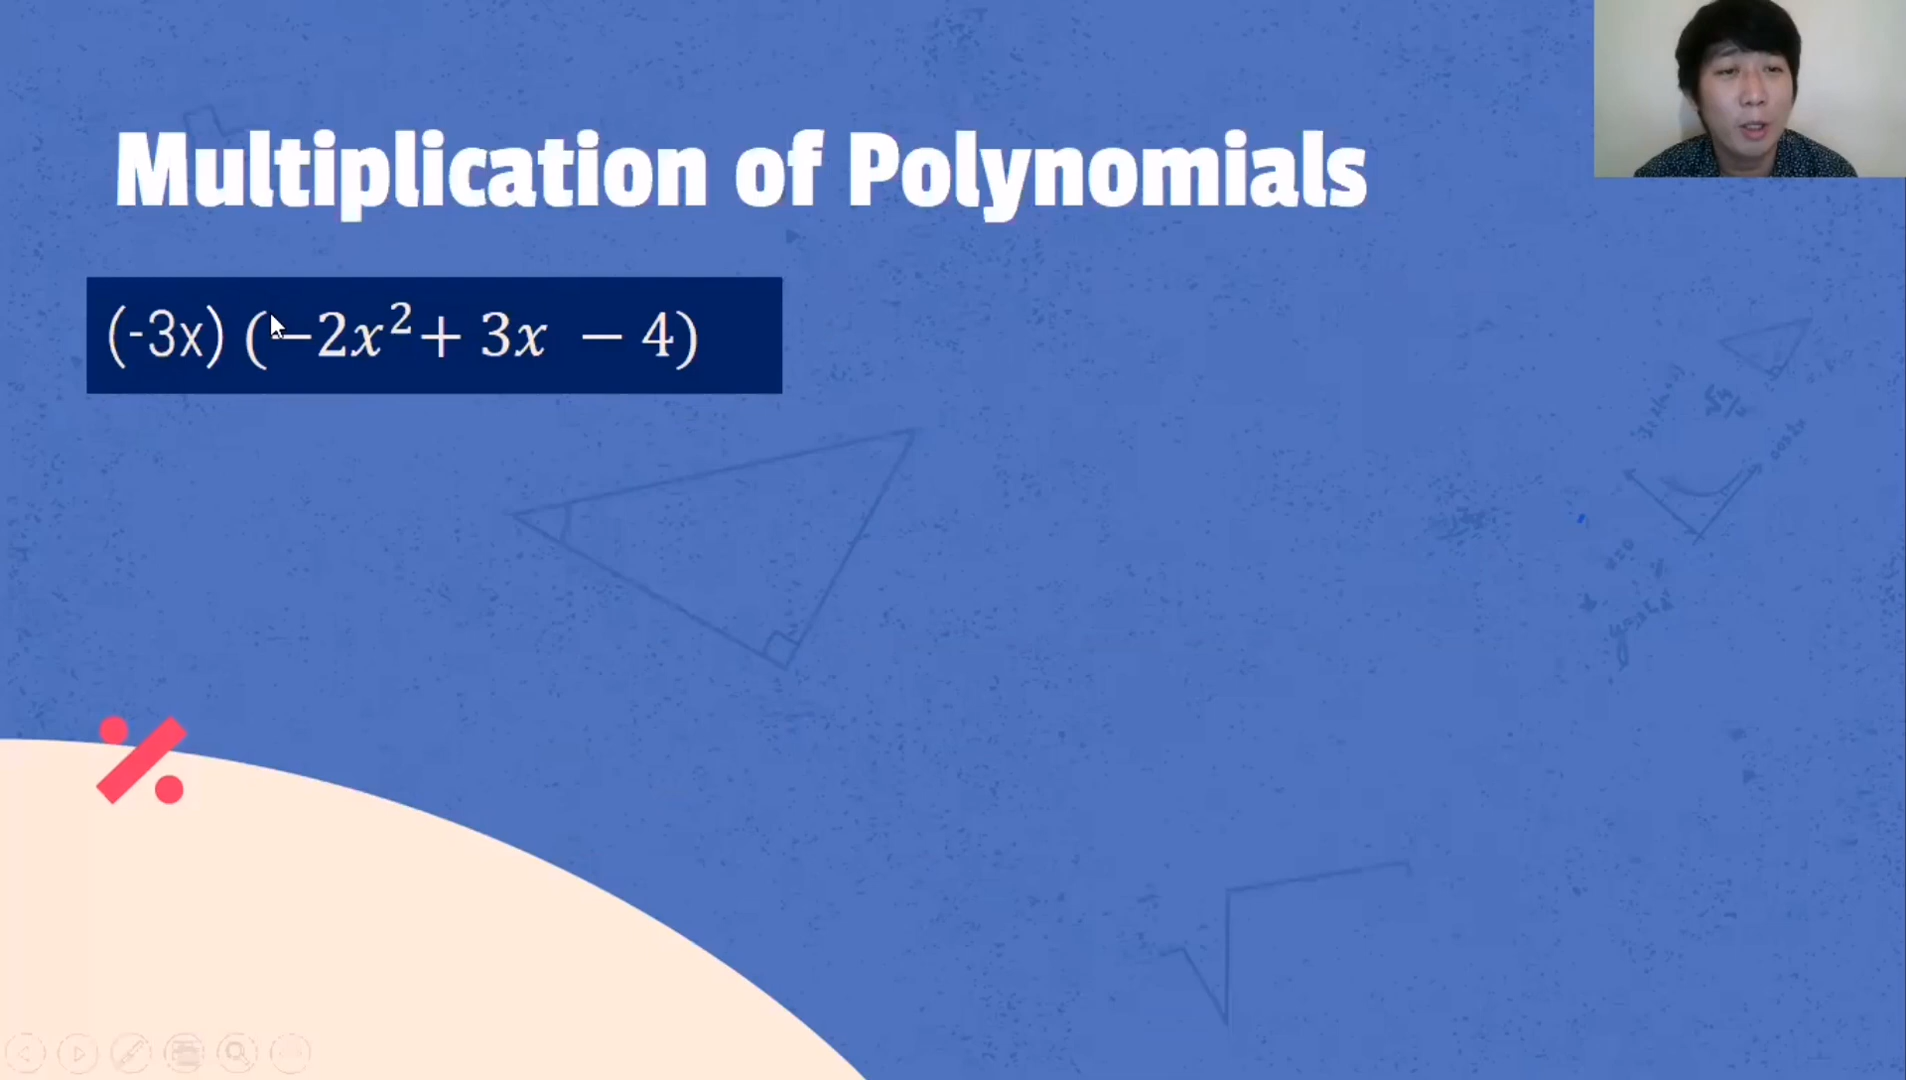 Multiplication of Polynomials
(-3x) (−2x² + 3x − 4)